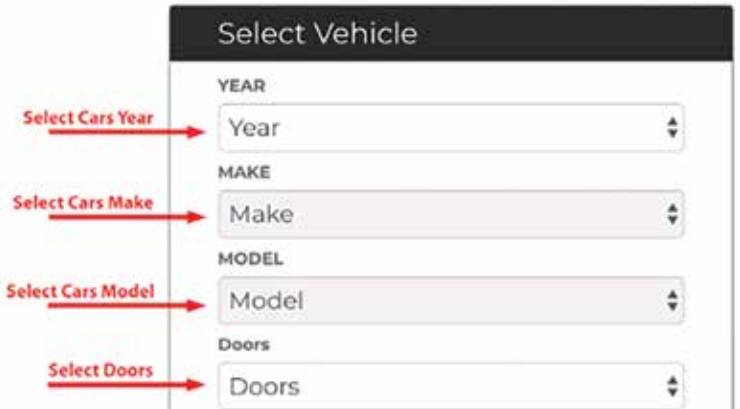 Select Vehicle
YEAR
Select Cars Year
Year
MAKE
Select Cars Make
Make
MODEL
Select Cars Model
Model
Doors
Select Doors
Doors